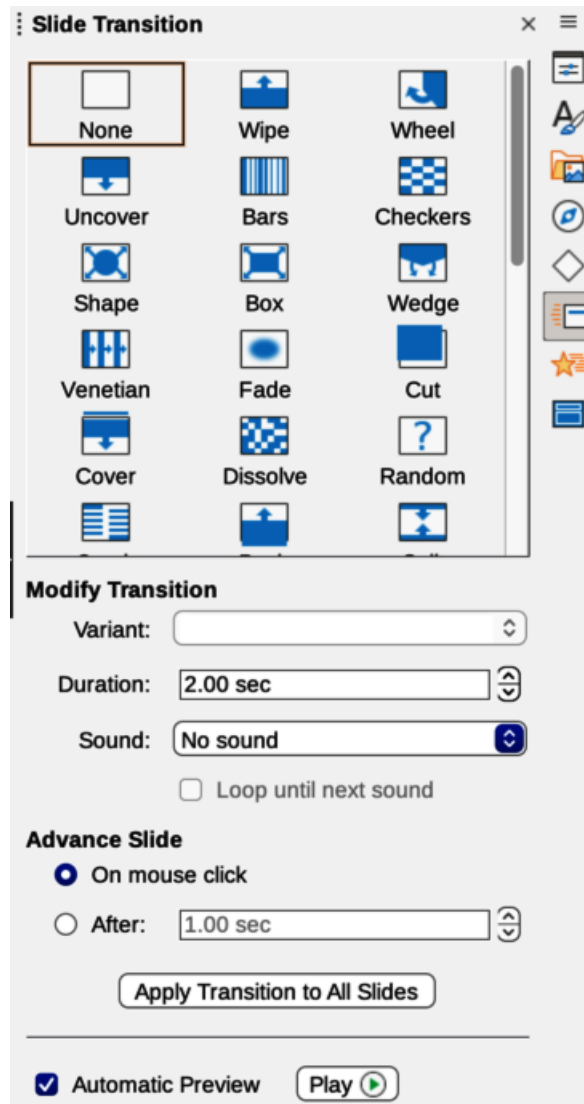 Slide Transition
None Wipe Wheel
Uncover Bars Checkers
Shape Box Wedge
Venetian Fade Cut
Cover Dissolve Random
Modify Transition
Variant:
Duration: 2.00 sec
Sound: No sound
Loop until next sound
Advance Slide
On mouse click
After: 1.00 sec
Apply Transition to All Slides
Automatic Preview Play